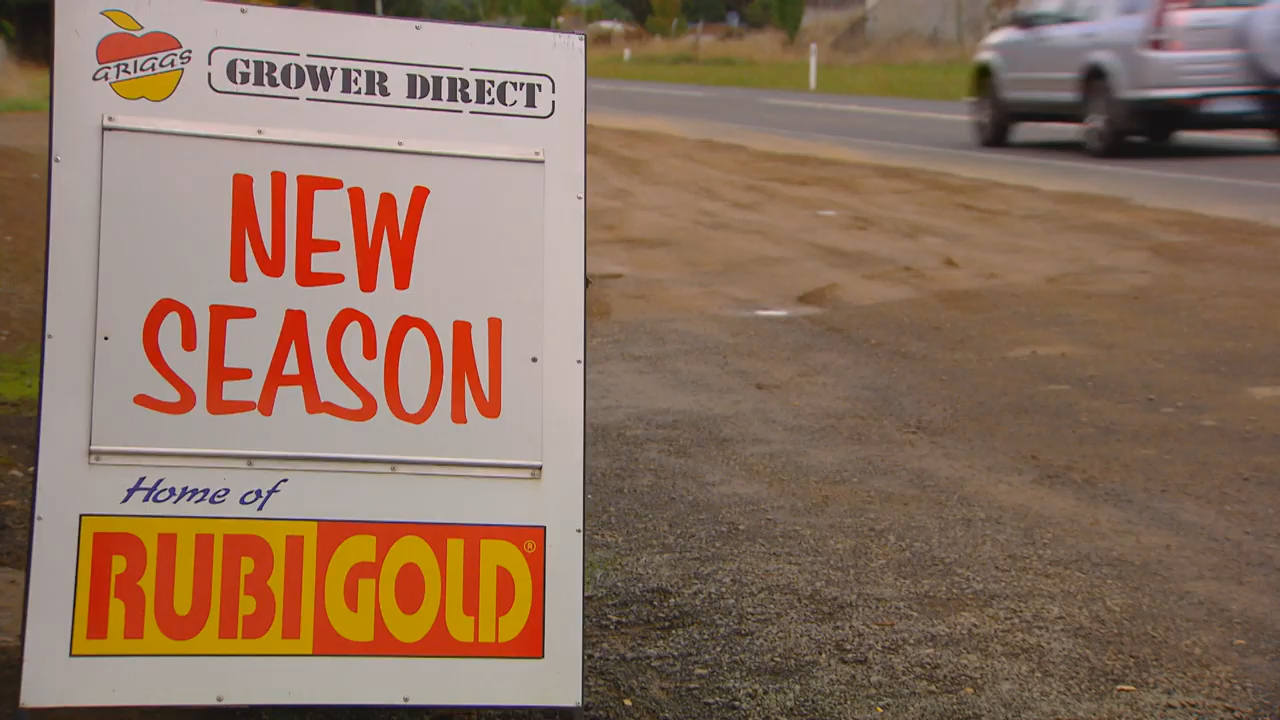 GRIGGS
GROWER DIRECT
NEW
SEASON
Home of
RUBIGOLD®